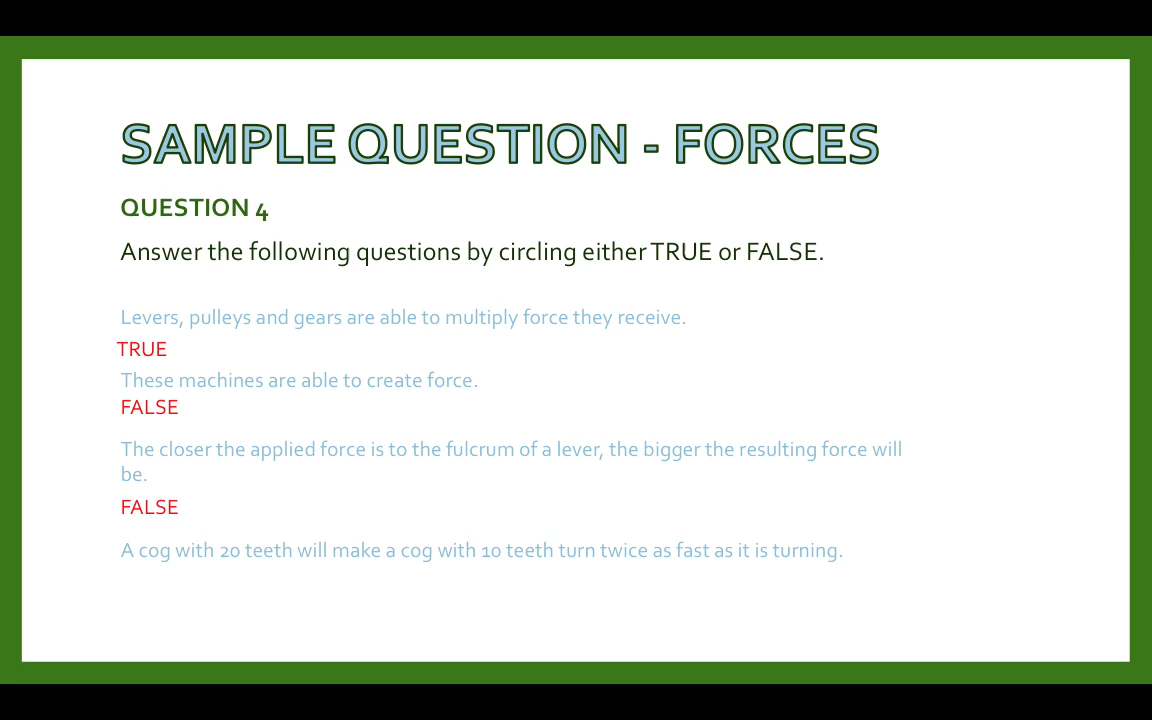 SAMPLE QUESTION - FORCES
QUESTION 4
Answer the following questions by circling either TRUE or FALSE.
Levers, pulleys and gears are able to multiply force they receive.
TRUE
These machines are able to create force.
FALSE
The closer the applied force is to the fulcrum of a lever, the bigger the resulting force will
be.
FALSE
A cog with 20 teeth will make a cog with 10 teeth turn twice as fast as it is turning.